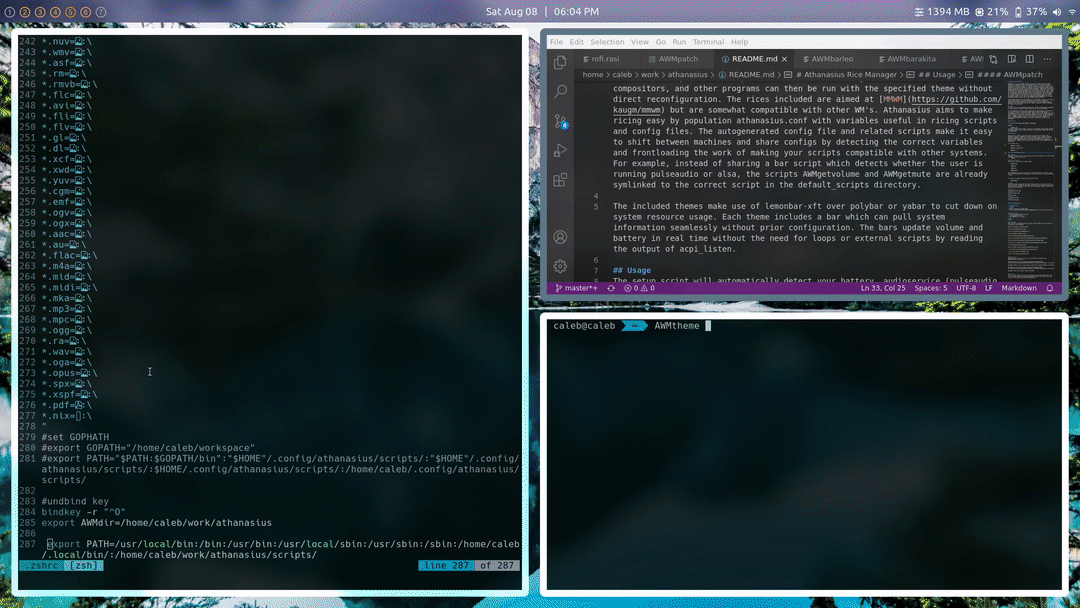 1 2 3 4 5 6 7
Sat Aug 08 | 06:04 PM
1394 MB 21% 37%
242 *.nuv=:\
243 *.wmv=:\
244 *.asf=:\
245 *.rm=:\
246 *.rmvb=:\
247 *.flc=:\
248 *.avi=:\
249 *.fli=:\
250 *.flv=:\
251 *.gl=:\
252 *.dl=:\
253 *.xcf=:\
254 *.xwd=:\
255 *.yuv=:\
256 *.cgm=:\
257 *.emf=:\
258 *.ogv=:\
259 *.ogx=:\
260 *.aac=:\
261 *.au=:\
262 *.flac=:\
263 *.m4a=:\
264 *.mid=:\
265 *.midi=:\
266 *.mka=:\
267 *.mp3=:\
268 *.mpc=:\
269 *.ogg=:\
270 *.ra=:\
271 *.wav=:\
272 *.oga=:\
273 *.opus=:\
274 *.spx=:\
275 *.xspf=:\
276 *.pdf=:\
277 *.nix=:\
278 "
279 #set GOPHATH
280 #export GOPATH="/home/caleb/workspace"
281 #export PATH="$PATH:$GOPATH/bin":"$HOME"/.config/athanasius/scripts/:"$HOME"/.config/
athanasius/scripts/:$HOME/.config/athanasius/scripts/:/home/caleb/.config/athanasius/
scripts/
282
283 #undbind key
284 bindkey -r "^O"
285 export AWMdir=/home/caleb/work/athanasius
286
287 export PATH=/usr/local/bin:/bin:/usr/bin:/usr/local/sbin:/usr/sbin:/sbin:/home/caleb
/.local/bin/:/home/caleb/work/athanasius/scripts/
.zshrc [zsh] line 287 of 287
File Edit Selection View Go Run Terminal Help
rofi.rasi AWMpatch README.md AWMbarleo AWMbarakita AWI
home > caleb > work > athanasius > README.md > # Athanasius Rice Manager > ## Usage > #### AWMpatch
compositors, and other programs can then be run with the specified theme without
direct reconfiguration. The rices included are aimed at [MMWM](https://github.com/
kaugm/mmwm) but are somewhat compatible with other WM's. Athanasius aims to make
ricing easy by population athanasius.conf with variables useful in ricing scripts
and config files. The autogenerated config file and related scripts make it easy
to shift between machines and share configs by detecting the correct variables
and frontloading the work of making your scripts compatible with other systems.
For example, instead of sharing a bar script which detects whether the user is
running pulseaudio or alsa, the scripts AWMgetvolume and AWMgetmute are already
symlinked to the correct script in the default_scripts directory.
4
5 The included themes make use of lemonbar-xft over polybar or yabar to cut down on
system resource usage. Each theme includes a bar which can pull system
information seamlessly without prior configuration. The bars update volume and
battery in real time without the need for loops or external scripts by reading
the output of acpi_listen.
6
7 ## Usage
8 The setup script will automatically detect your battery, audioservice (pulseaudio
master*+ 0 0 Ln 33, Col 25 Spaces: 5 UTF-8 LF Markdown
caleb@caleb ~ AWMtheme